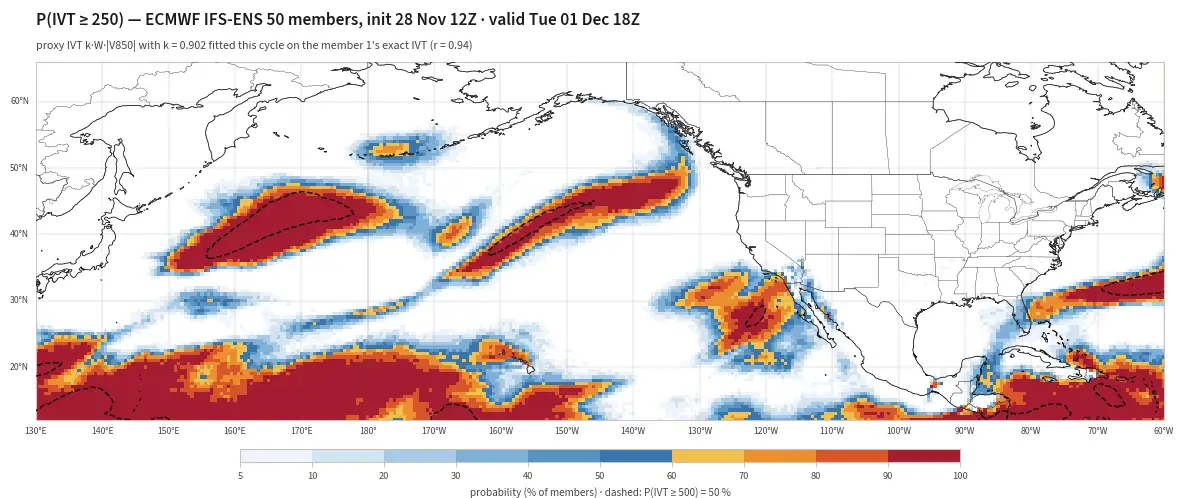 P(IVT ≥ 250) — ECMWF IFS-ENS 50 members, init 28 Nov 12Z · valid Tue 01 Dec 18Z
proxy IVT k·W·|V850| with k = 0.902 fitted this cycle on the member 1's exact IVT (r = 0.94)
60°N
50°N
40°N
30°N
20°N
130°E 140°E 150°E 160°E 170°E 180° 170°W 160°W 150°W 140°W 130°W 120°W 110°W 100°W 90°W 80°W 70°W 60°W
5 10 20 30 40 50 60 70 80 90 100
probability (% of members) · dashed: P(IVT ≥ 500) = 50 %